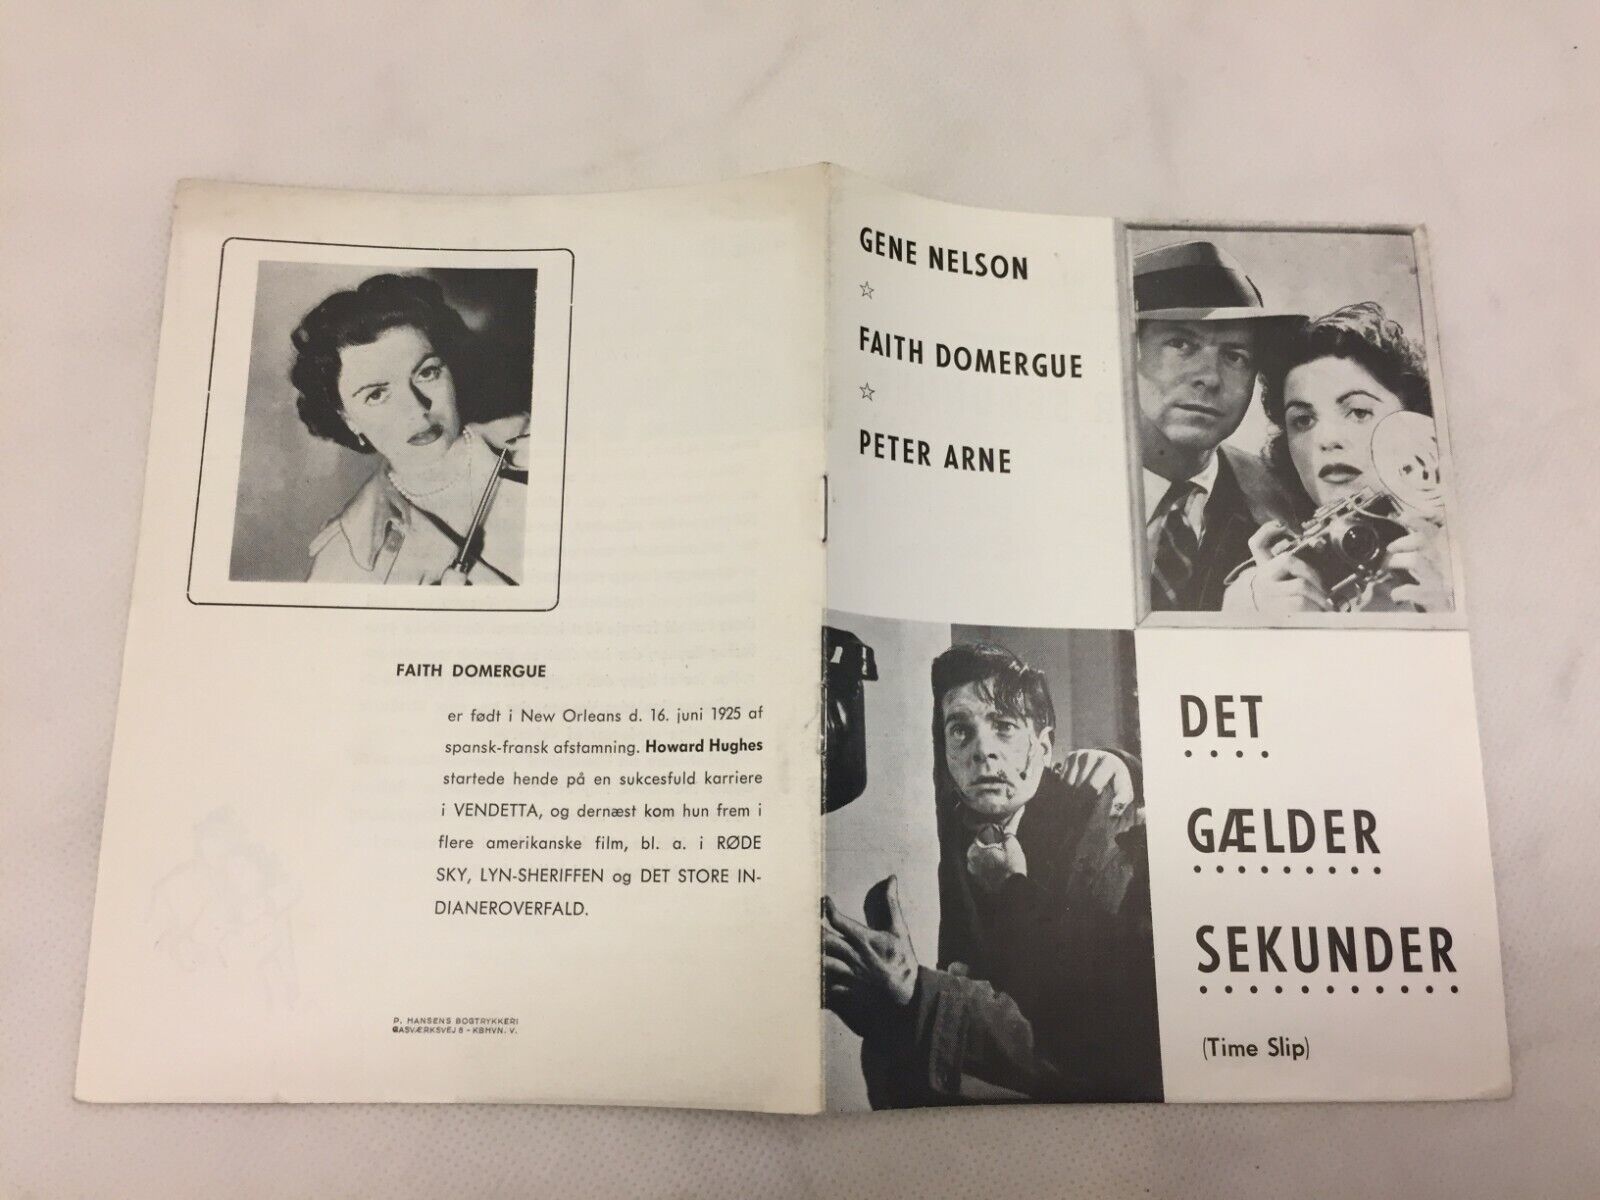 FAITH DOMERGUE
er født i New Orleans d. 16. juni 1925 af
spansk-fransk afstamning. Howard Hughes
startede hende på en sukcesfuld karriere
i VENDETTA, og dernæst kom hun frem i
flere amerikanske film, bl. a. i RØDE
SKY, LYN-SHERIFFEN og DET STORE IN-
DIANEROVERFALD.
P. HANSENS BOGTRYKKERI
GASVÆRKSVEJ 8 - KBHVN. V.
GENE NELSON
☆
FAITH DOMERGUE
☆
PETER ARNE
DET
GÆLDER
SEKUNDER
(Time Slip)